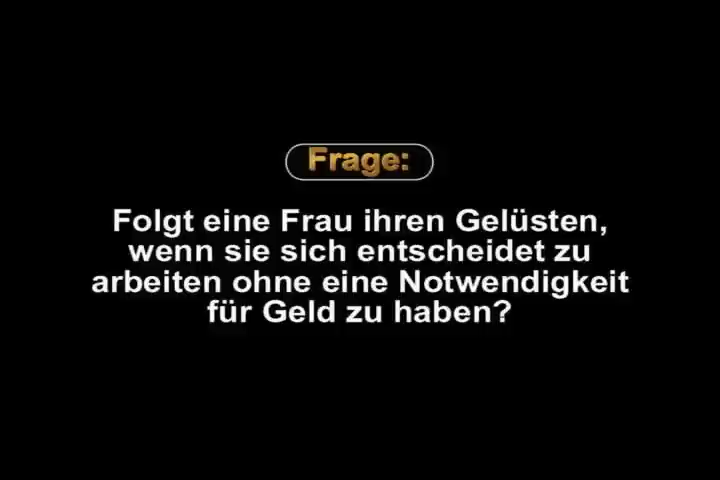 Frage:
Folgt eine Frau ihren Gelüsten,
wenn sie sich entscheidet zu
arbeiten ohne eine Notwendigkeit
für Geld zu haben?